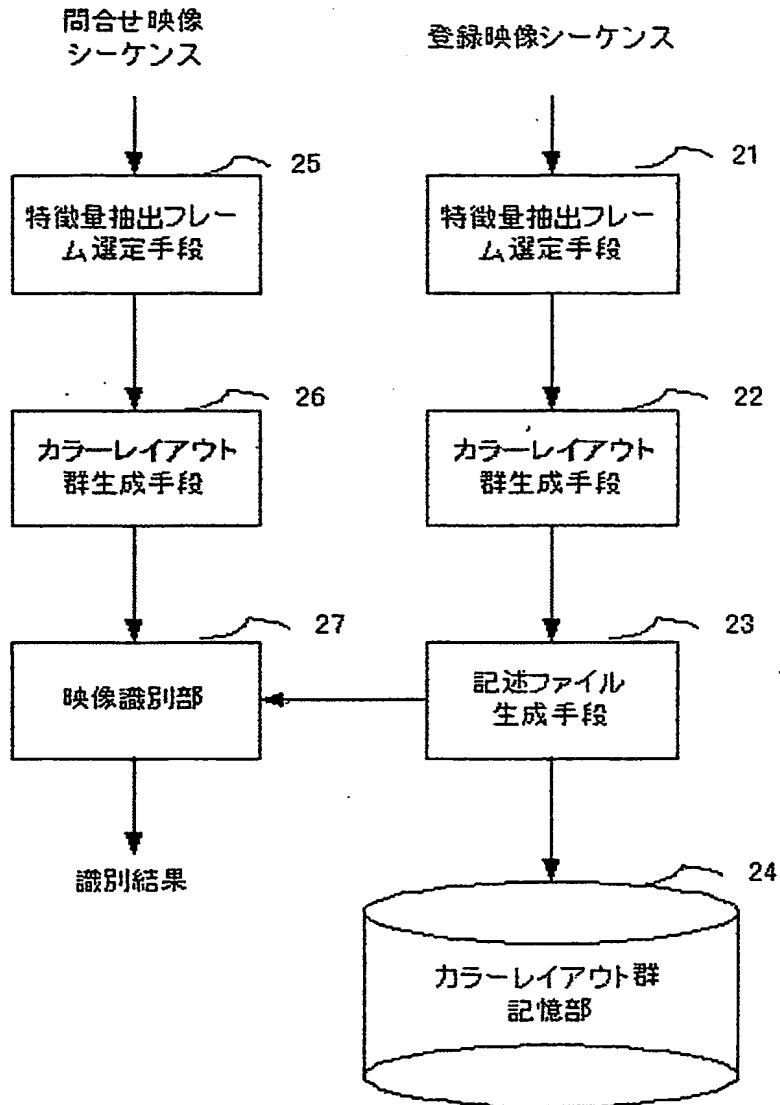 問合せ映像
シーケンス
登録映像シーケンス
25
21
特徴量抽出フレー
ム選定手段
特徴量抽出フレー
ム選定手段
26
22
カラーレイアウト
群生成手段
カラーレイアウト
群生成手段
27
23
映像識別部
記述ファイル
生成手段
識別結果
24
カラーレイアウト群
記憶部